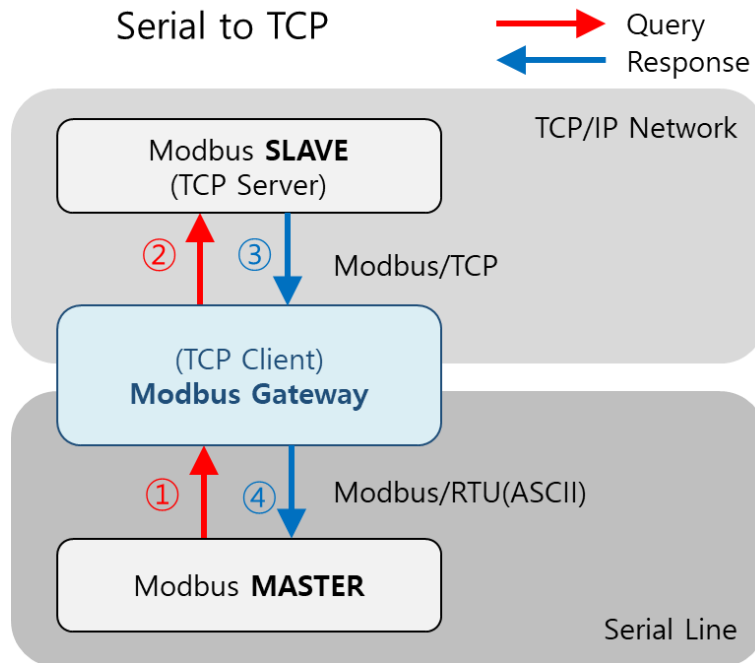 Serial to TCP
Query
Response
TCP/IP Network
Modbus SLAVE
(TCP Server)
②
③
Modbus/TCP
(TCP Client)
Modbus Gateway
①
④
Modbus/RTU(ASCII)
Modbus MASTER
Serial Line